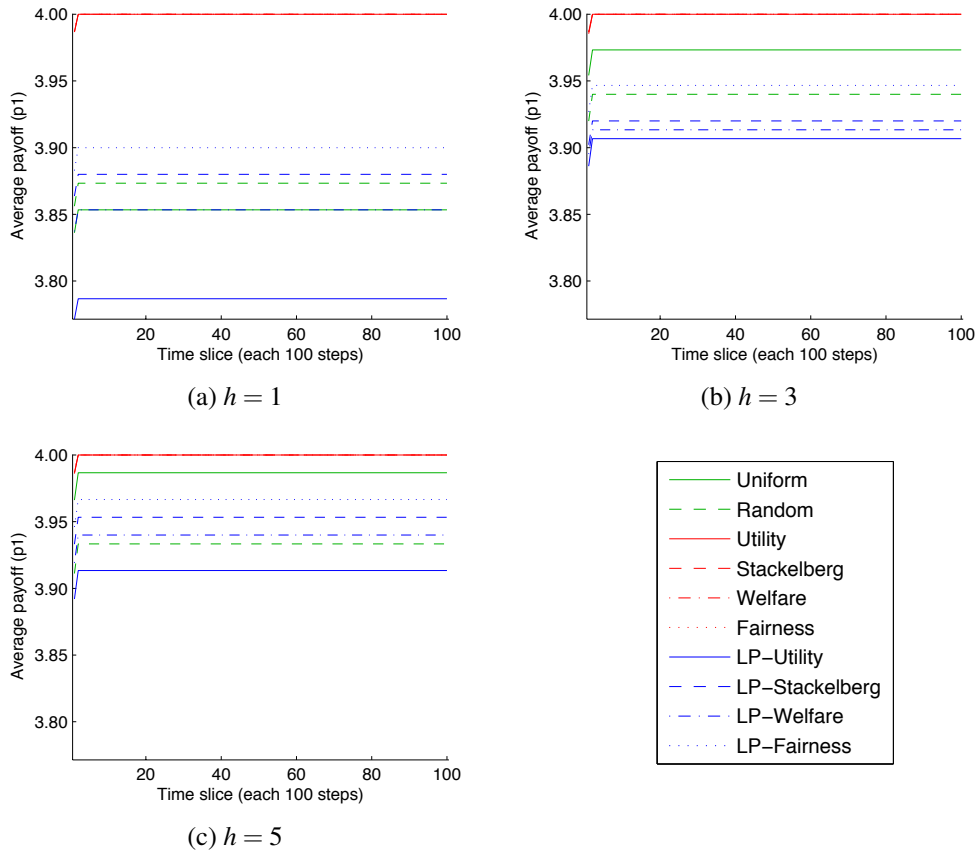 4.00
3.95
3.90
3.85
3.80
Average payoff (p1)
20 40 60 80 100
Time slice (each 100 steps)
(a) h = 1
4.00
3.95
3.90
3.85
3.80
Average payoff (p1)
20 40 60 80 100
Time slice (each 100 steps)
(b) h = 3
4.00
3.95
3.90
3.85
3.80
Average payoff (p1)
20 40 60 80 100
Time slice (each 100 steps)
(c) h = 5
Uniform
Random
Utility
Stackelberg
Welfare
Fairness
LP−Utility
LP−Stackelberg
LP−Welfare
LP−Fairness